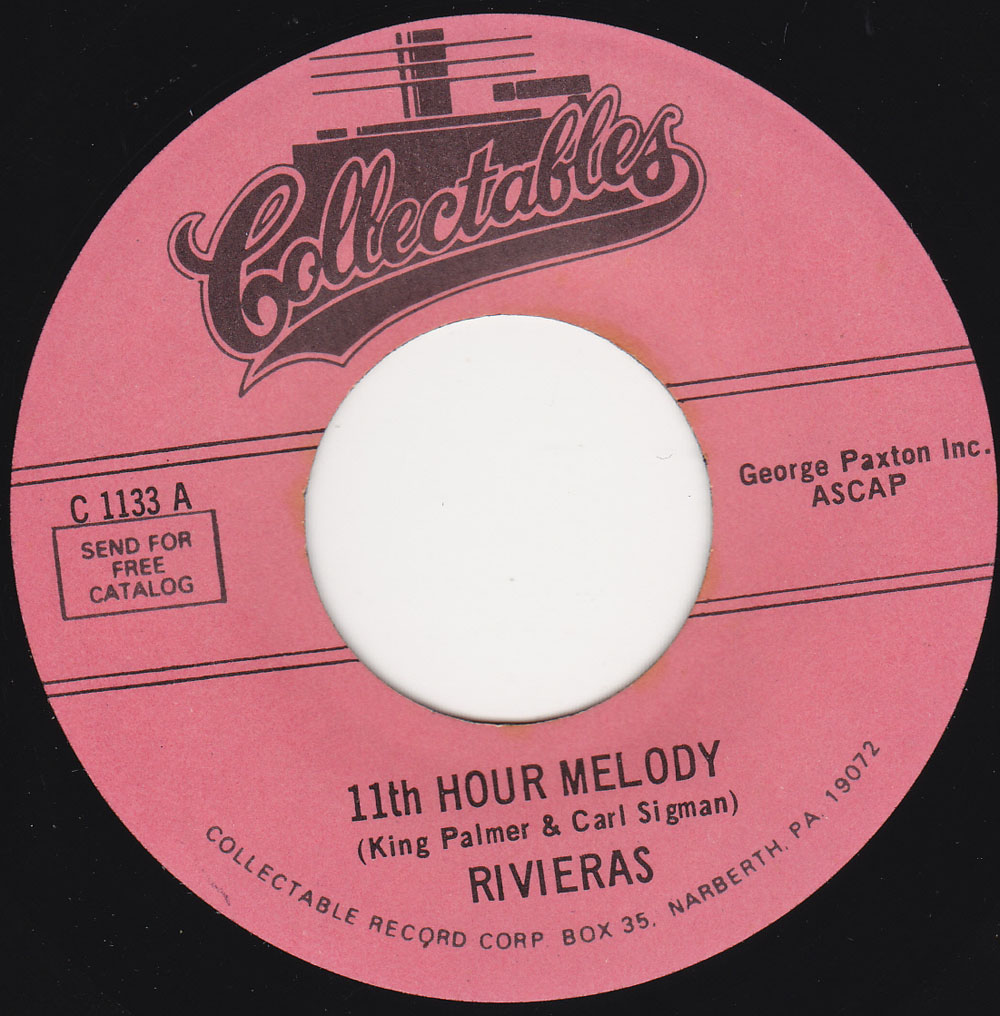 Collectables
George Paxton Inc.
ASCAP
C 1133 A
SEND FOR
FREE
CATALOG
11th HOUR MELODY
(King Palmer & Carl Sigman)
RIVIERAS
COLLECTABLE RECORD CORP. BOX 35, NARBERTH, PA. 19072